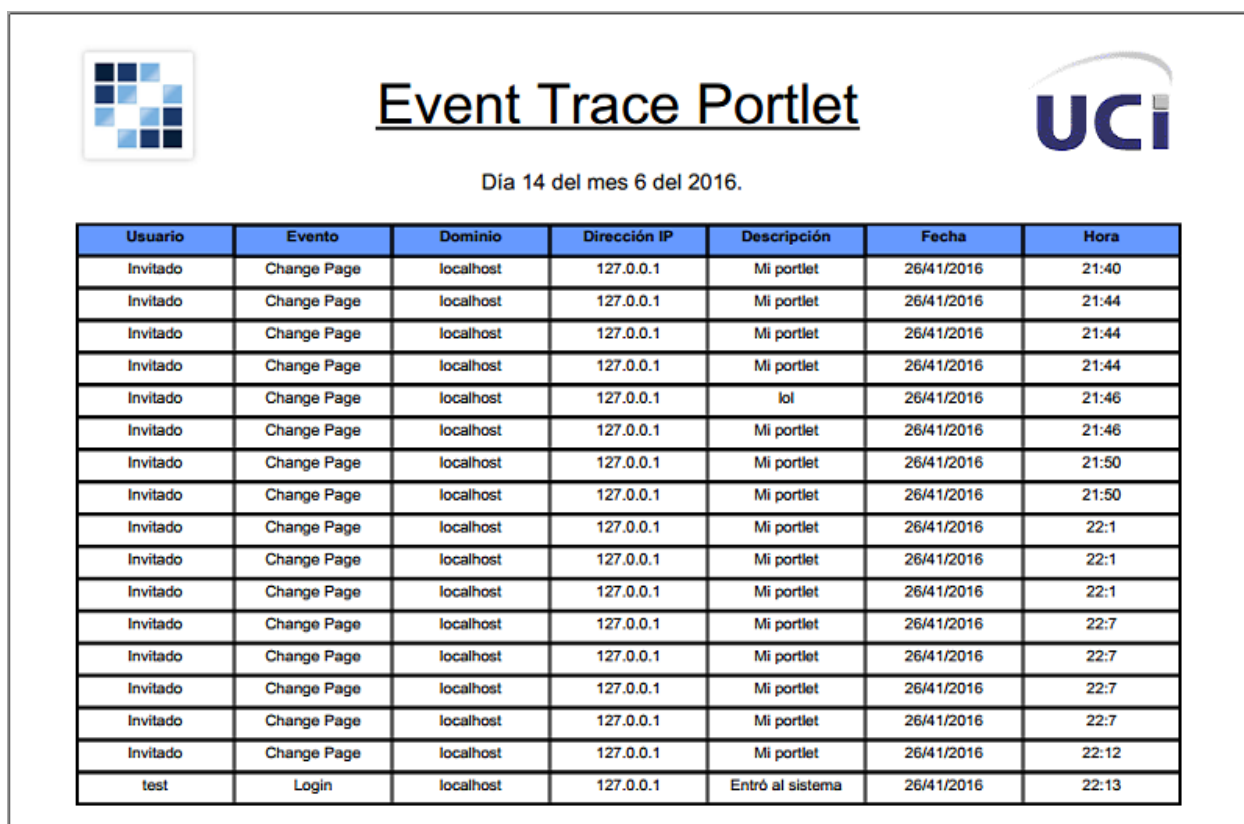 Event Trace Portlet
UCi
Día 14 del mes 6 del 2016.
Usuario Evento Dominio Dirección IP Descripción Fecha Hora
Invitado Change Page localhost 127.0.0.1 Mi portlet 26/41/2016 21:40
Invitado Change Page localhost 127.0.0.1 Mi portlet 26/41/2016 21:44
Invitado Change Page localhost 127.0.0.1 Mi portlet 26/41/2016 21:44
Invitado Change Page localhost 127.0.0.1 Mi portlet 26/41/2016 21:44
Invitado Change Page localhost 127.0.0.1 lol 26/41/2016 21:46
Invitado Change Page localhost 127.0.0.1 Mi portlet 26/41/2016 21:46
Invitado Change Page localhost 127.0.0.1 Mi portlet 26/41/2016 21:50
Invitado Change Page localhost 127.0.0.1 Mi portlet 26/41/2016 21:50
Invitado Change Page localhost 127.0.0.1 Mi portlet 26/41/2016 22:1
Invitado Change Page localhost 127.0.0.1 Mi portlet 26/41/2016 22:1
Invitado Change Page localhost 127.0.0.1 Mi portlet 26/41/2016 22:1
Invitado Change Page localhost 127.0.0.1 Mi portlet 26/41/2016 22:7
Invitado Change Page localhost 127.0.0.1 Mi portlet 26/41/2016 22:7
Invitado Change Page localhost 127.0.0.1 Mi portlet 26/41/2016 22:7
Invitado Change Page localhost 127.0.0.1 Mi portlet 26/41/2016 22:7
Invitado Change Page localhost 127.0.0.1 Mi portlet 26/41/2016 22:12
test Login localhost 127.0.0.1 Entró al sistema 26/41/2016 22:13